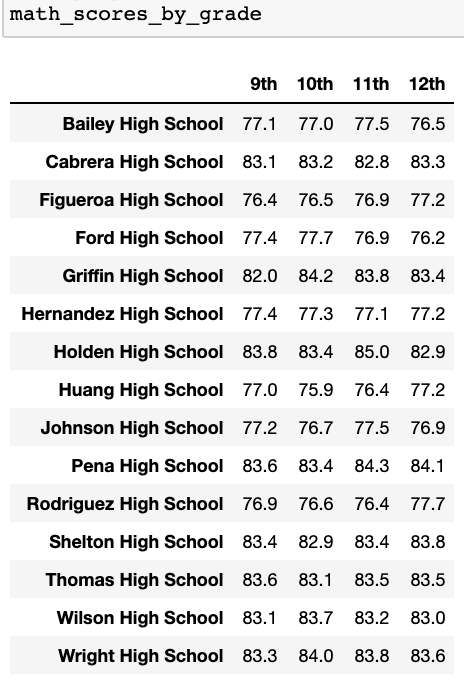 math_scores_by_grade
9th 10th 11th 12th
Bailey High School 77.1 77.0 77.5 76.5
Cabrera High School 83.1 83.2 82.8 83.3
Figueroa High School 76.4 76.5 76.9 77.2
Ford High School 77.4 77.7 76.9 76.2
Griffin High School 82.0 84.2 83.8 83.4
Hernandez High School 77.4 77.3 77.1 77.2
Holden High School 83.8 83.4 85.0 82.9
Huang High School 77.0 75.9 76.4 77.2
Johnson High School 77.2 76.7 77.5 76.9
Pena High School 83.6 83.4 84.3 84.1
Rodriguez High School 76.9 76.6 76.4 77.7
Shelton High School 83.4 82.9 83.4 83.8
Thomas High School 83.6 83.1 83.5 83.5
Wilson High School 83.1 83.7 83.2 83.0
Wright High School 83.3 84.0 83.8 83.6